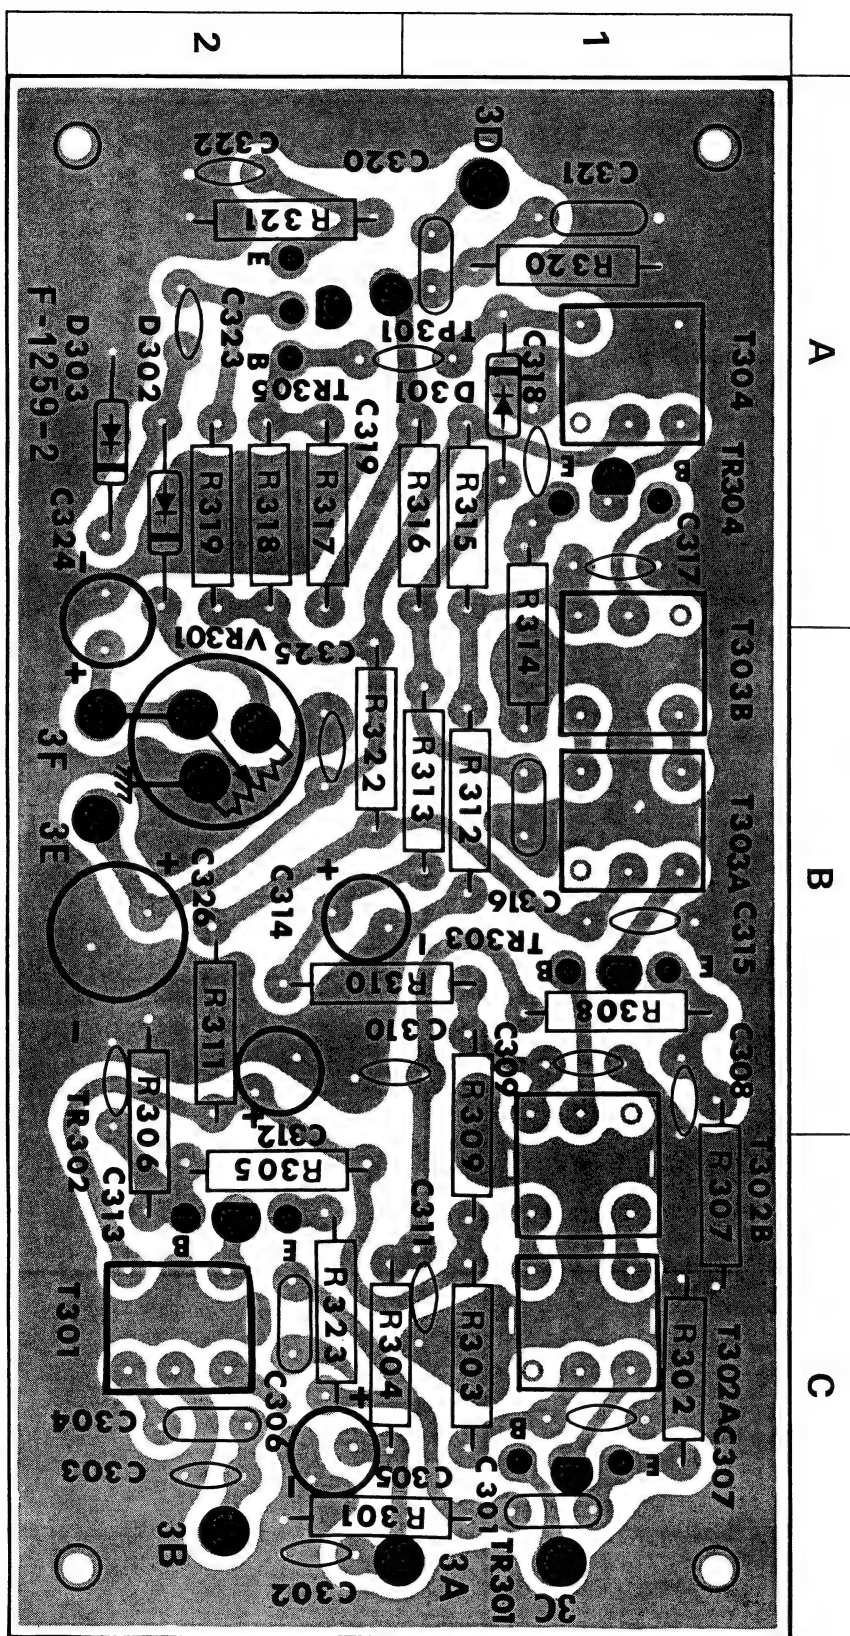 2
1
A
B
C
C322
C320
3D
C321
R321
E
R320
F-1259-2
D303
D302
C323
B
TR305
TP301
D301
C318
T304
C319
E
B
TR304
C324
R319
R318
R317
R316
R315
C317
-
R314
+
VR301
C325
T303B
3F
R322
R313
R312
3E
T303A
+
C326
C314
+
C316
-
TR303
C315
B
E
R310
R308
-
R311
C310
C309
C308
TR302
R306
+
C312
R309
T302B
R307
R305
C313
B
E
C311
T301
R323
R304
R303
R302
T302A
C304
C306
+
B
E
C307
C303
-
C305
C301
R301
3B
C302
3A
TR301
3C